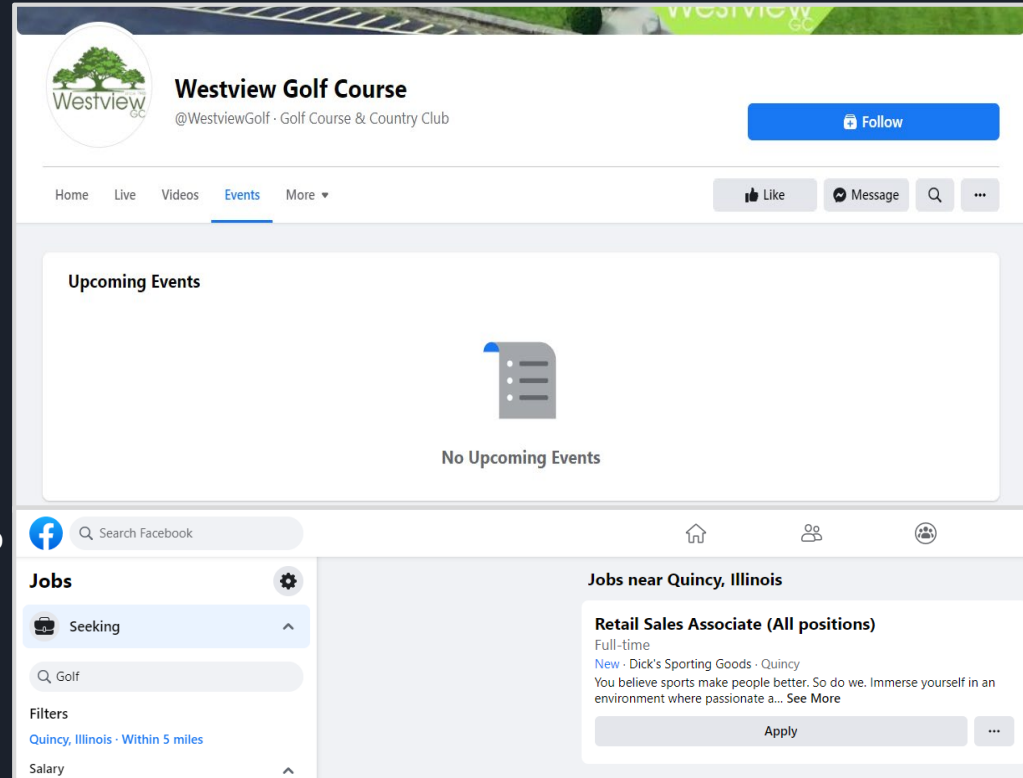 Westview
GC
Westview
GC
Westview Golf Course
@WestviewGolf · Golf Course & Country Club
Follow
Home Live Videos Events More
Like Message
Upcoming Events
No Upcoming Events
Search Facebook
Jobs
Seeking
Golf
Filters
Quincy, Illinois · Within 5 miles
Salary
Jobs near Quincy, Illinois
Retail Sales Associate (All positions)
Full-time
New · Dick's Sporting Goods · Quincy
You believe sports make people better. So do we. Immerse yourself in an
environment where passionate a... See More
Apply